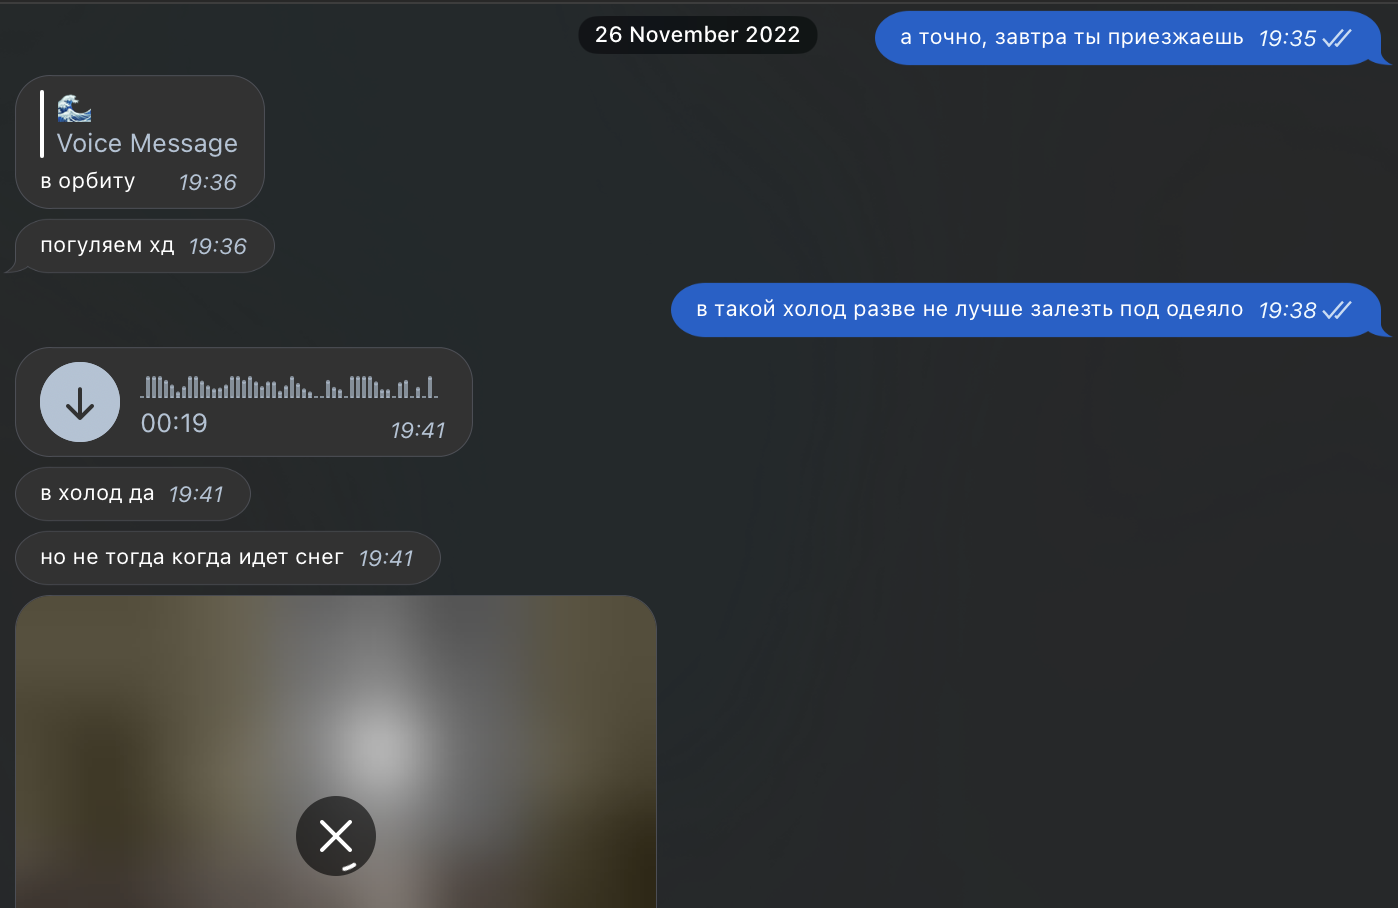 26 November 2022
а точно, завтра ты приезжаешь 19:35
🌊
Voice Message
в орбиту 19:36
погуляем хд 19:36
в такой холод разве не лучше залезть под одеяло 19:38
00:19 19:41
в холод да 19:41
но не тогда когда идет снег 19:41